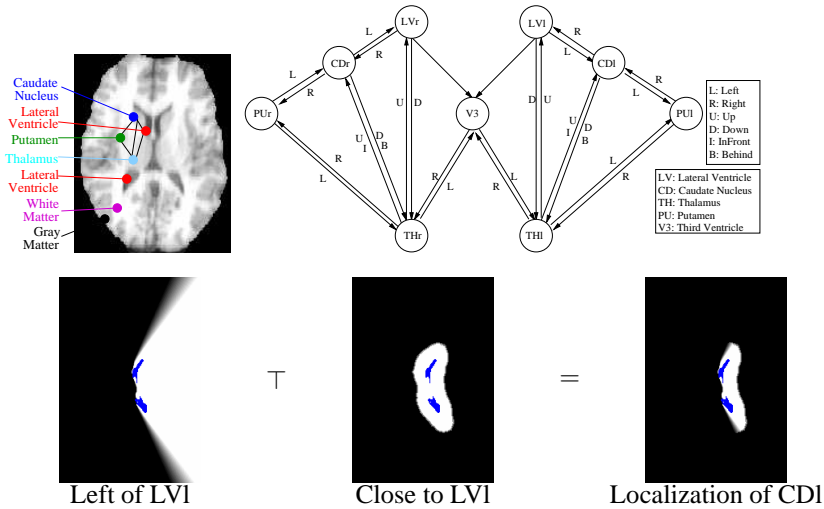 Caudate
Nucleus
Lateral
Ventricle
Putamen
Thalamus
Lateral
Ventricle
White
Matter
Gray
Matter
LVr
LVl
L
R
R
L
CDr
CDl
L
R
R
L
PUr
V3
PUl
U
D
D
U
U
I
D
B
U
I
D
B
R
L
R
L
L
R
L
R
THr
THl
L: Left
R: Right
U: Up
D: Down
I: InFront
B: Behind
LV: Lateral Ventricle
CD: Caudate Nucleus
TH: Thalamus
PU: Putamen
V3: Third Ventricle
⊤
=
Left of LVl
Close to LVl
Localization of CDl